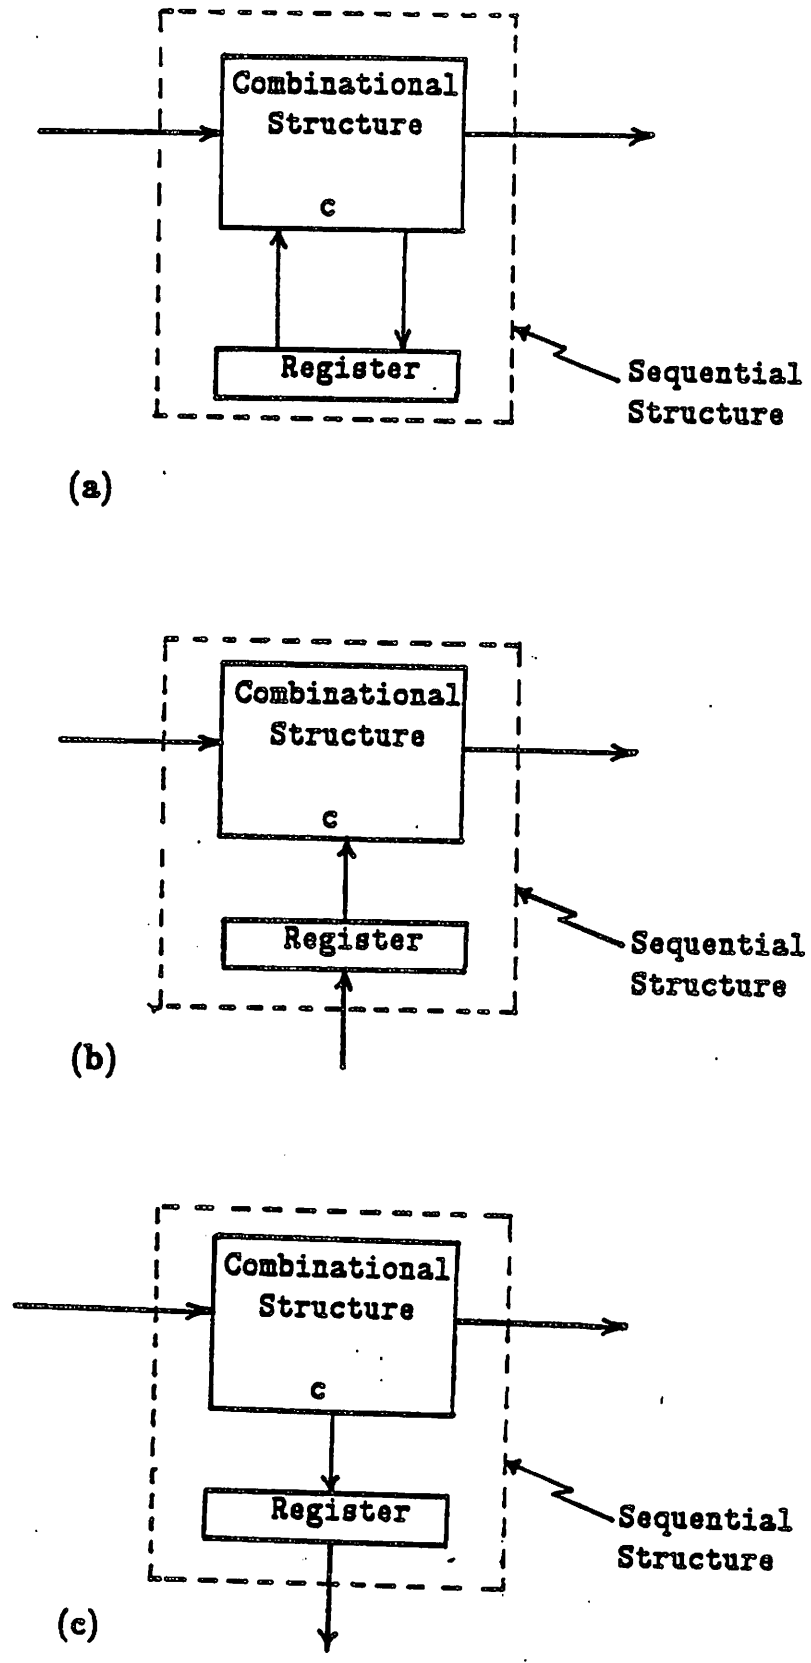 Combinational
Structure
C
Register
Sequential
Structure
(a)
Combinational
Structure
C
Register
Sequential
Structure
(b)
Combinational
Structure
C
Register
Sequential
Structure
(c)